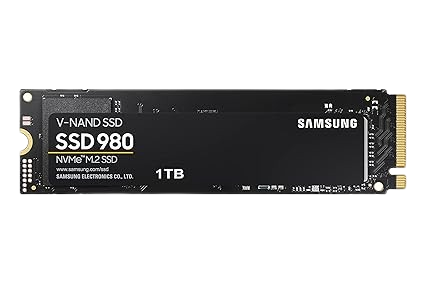 V-NAND SSD
SSD 980
NVMe™ M.2 SSD
www.samsung.com/ssd
SAMSUNG ELECTRONICS CO., LTD.
SAMSUNG
1TB